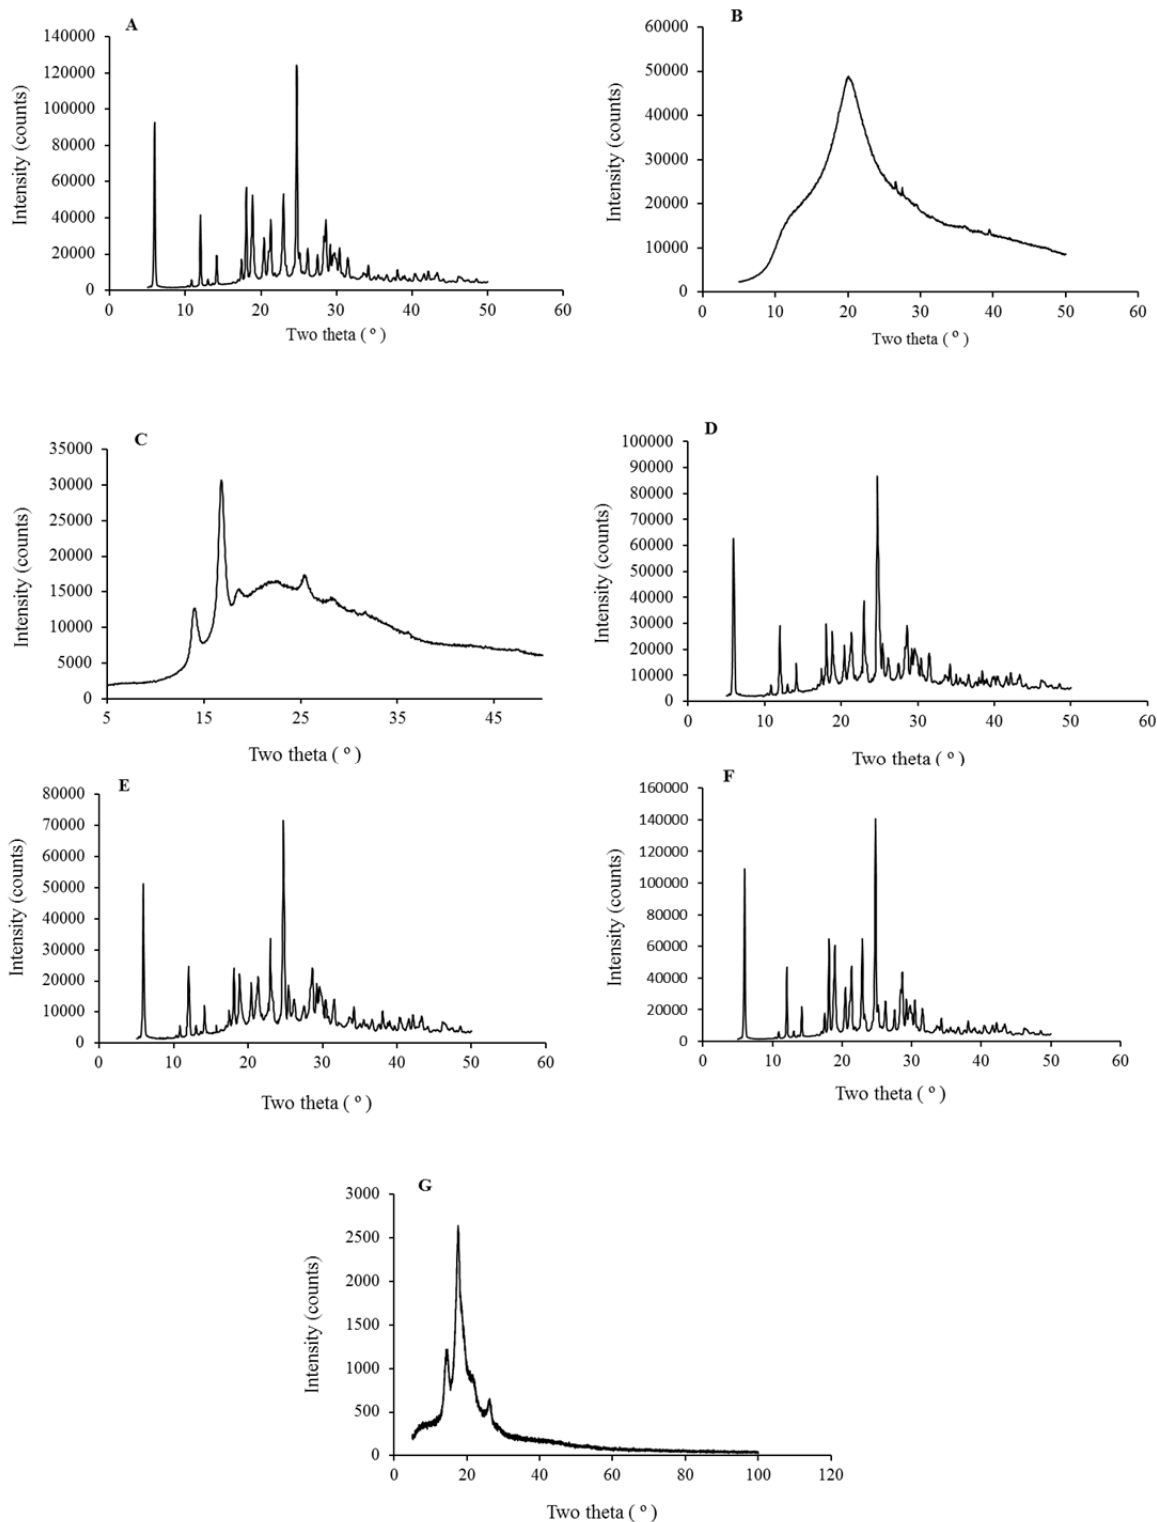 A
Intensity (counts)
140000
120000
100000
80000
60000
40000
20000
0
0 10 20 30 40 50 60
Two theta ( º )
B
Intensity (counts)
60000
50000
40000
30000
20000
10000
0
0 10 20 30 40 50 60
Two theta ( º )
C
Intensity (counts)
35000
30000
25000
20000
15000
10000
5000
0
5 15 25 35 45
Two theta ( º )
D
Intensity (counts)
100000
90000
80000
70000
60000
50000
40000
30000
20000
10000
0
0 10 20 30 40 50 60
Two theta ( º )
E
Intensity (counts)
80000
70000
60000
50000
40000
30000
20000
10000
0
0 10 20 30 40 50 60
Two theta ( º )
F
Intensity (counts)
160000
140000
120000
100000
80000
60000
40000
20000
0
0 10 20 30 40 50 60
Two theta ( º )
G
Intensity (counts)
3000
2500
2000
1500
1000
500
0
0 20 40 60 80 100 120
Two theta ( º )